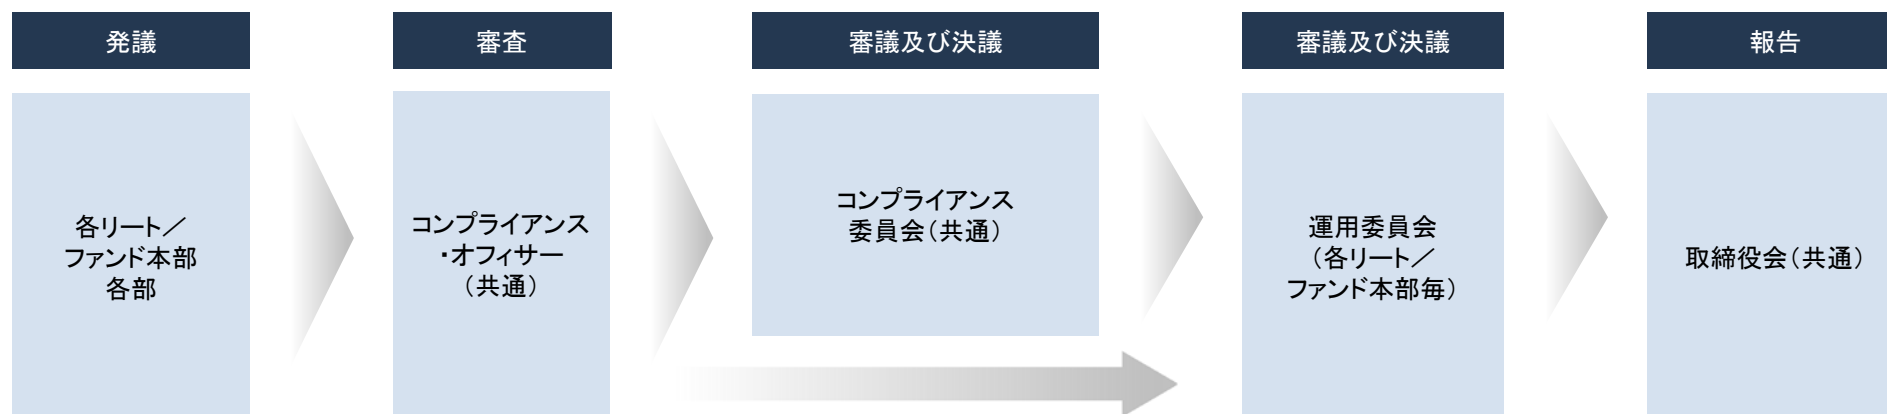 発議
審査
審議及び決議
審議及び決議
報告
各リート／
ファンド本部
各部
コンプライアンス
・オフィサー
（共通）
コンプライアンス
委員会（共通）
運用委員会
（各リート／
ファンド本部毎）
取締役会（共通）